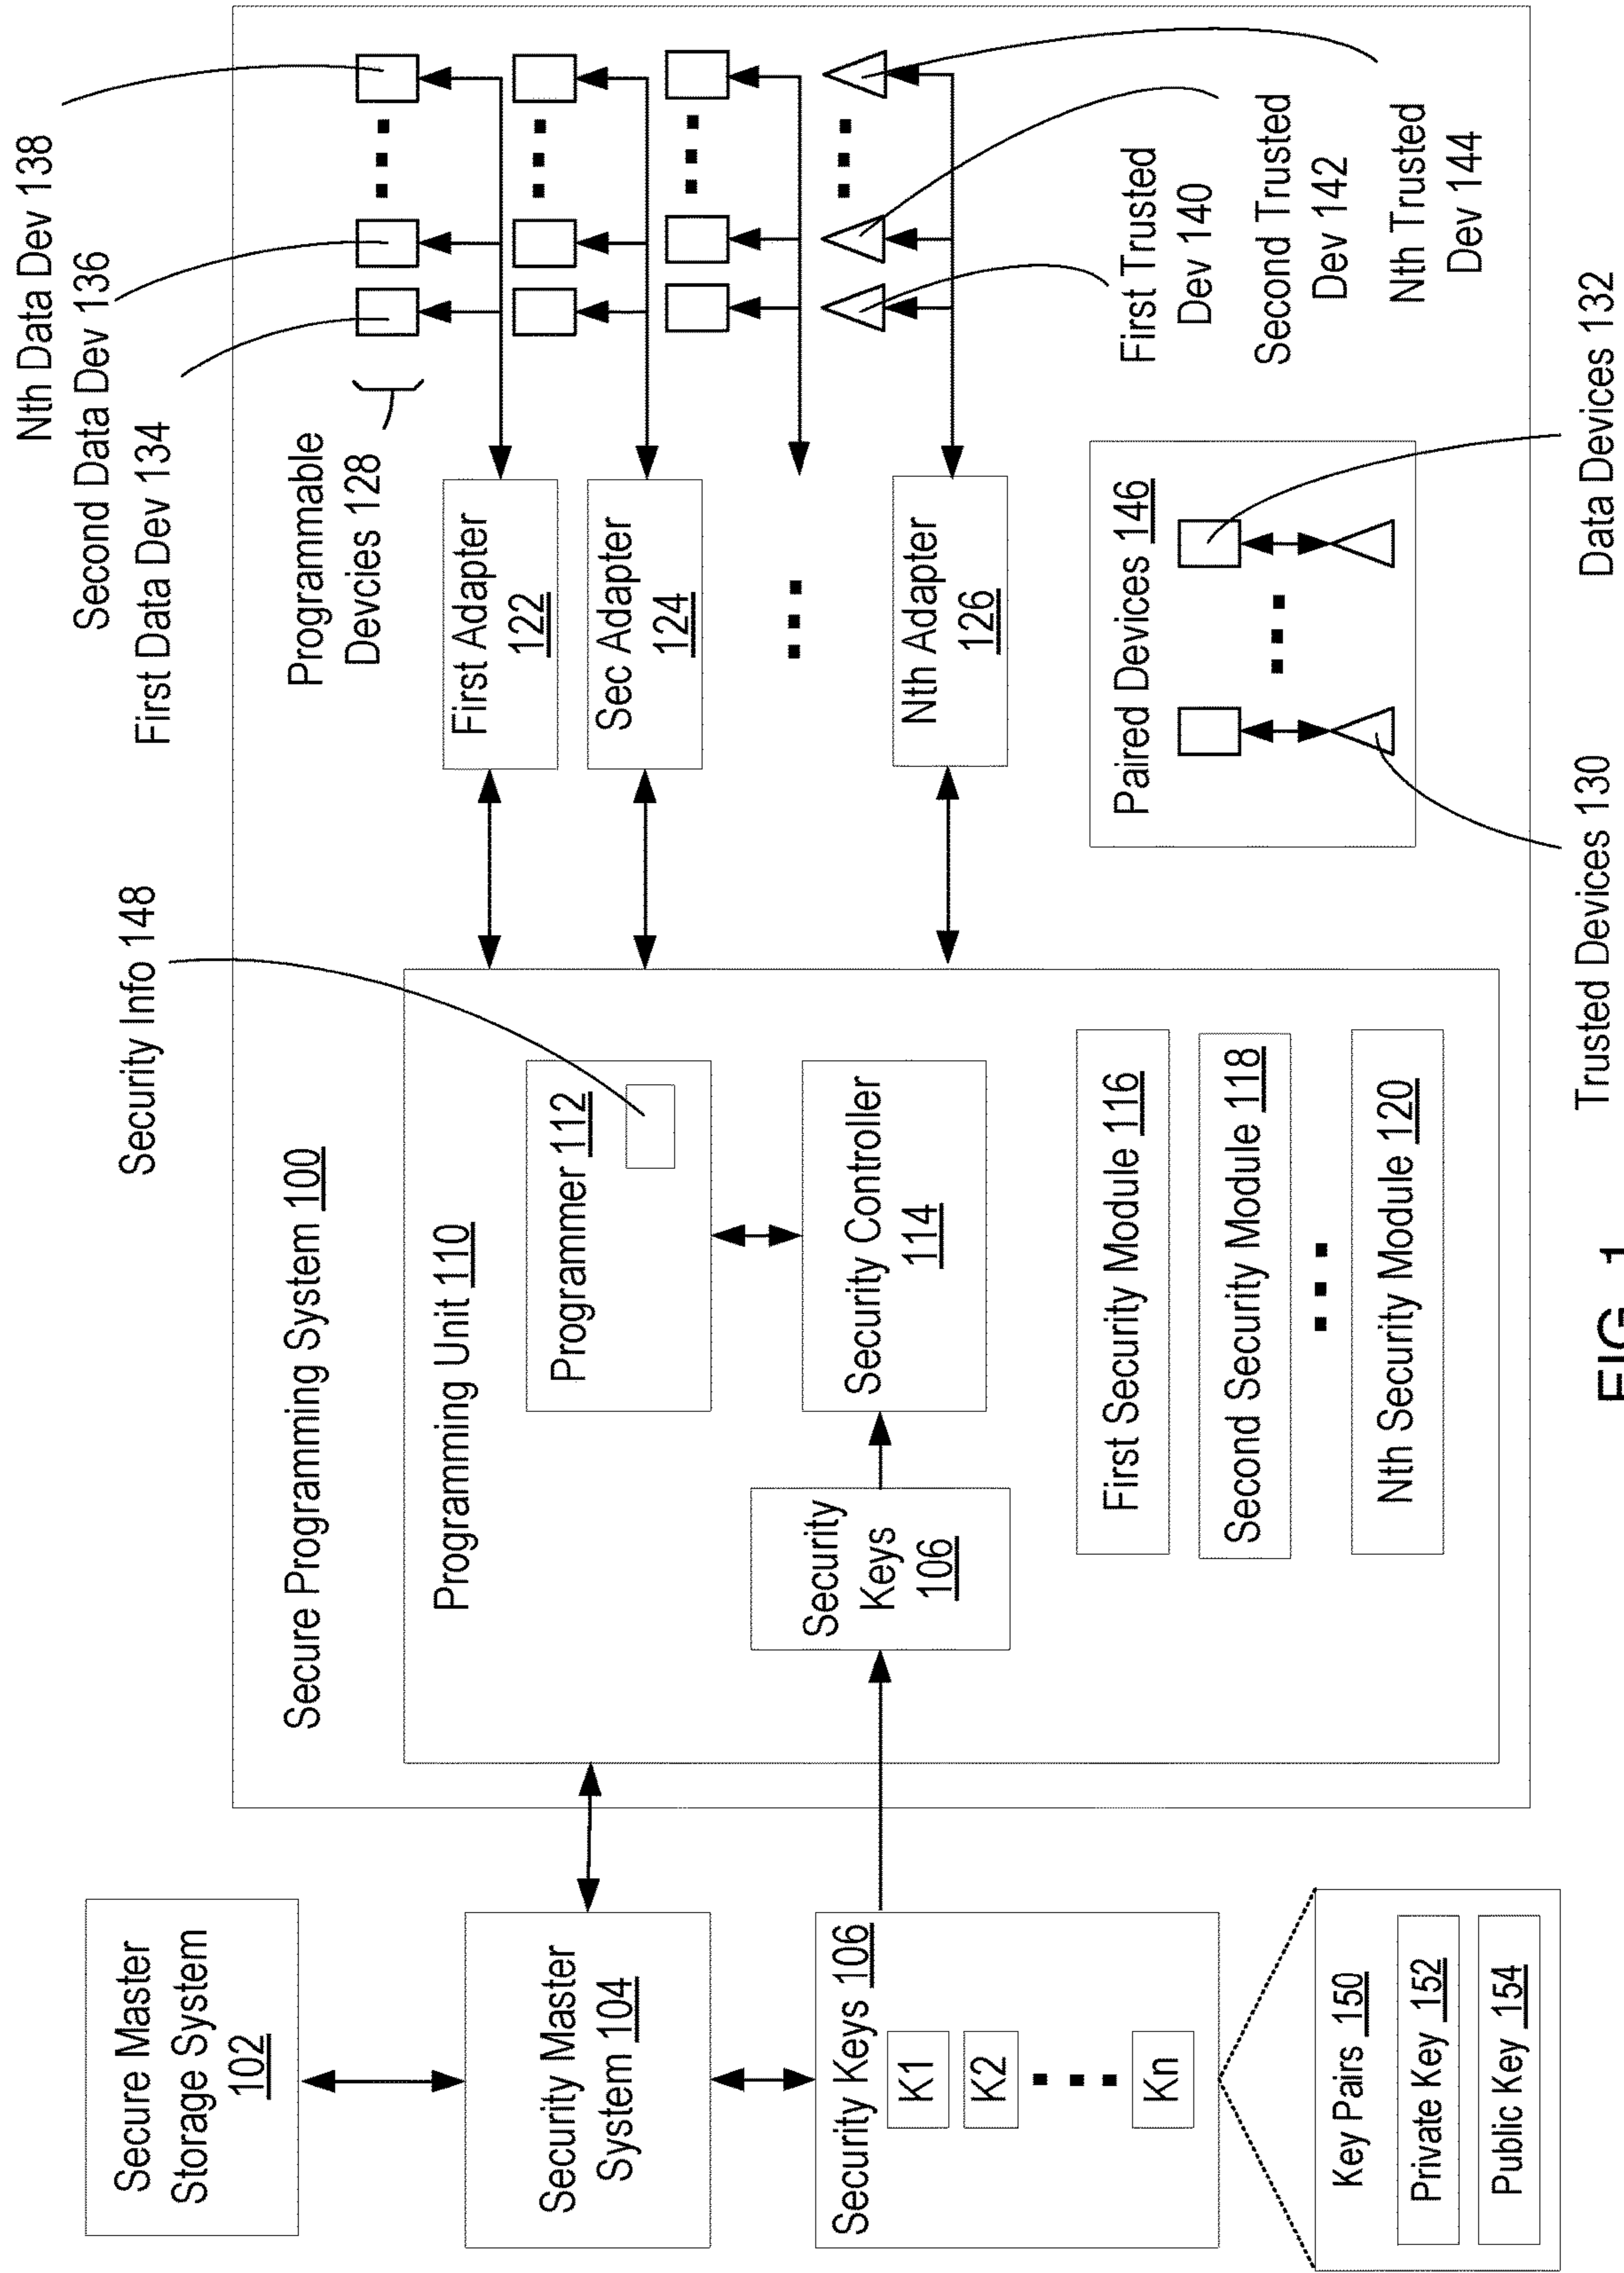 Secure Master
Storage System
102
Security Master
System 104
Security Keys 106
K1
K2
Kn
Key Pairs 150
Private Key 152
Public Key 154
Secure Programming System 100
Programming Unit 110
Security Info 148
Programmer 112
Security Keys
106
Security Controller
114
First Security Module 116
Second Security Module 118
Nth Security Module 120
Nth Data Dev 138
Second Data Dev 136
First Data Dev 134
Programmable
Devcies 128
First Adapter
122
Sec Adapter
124
Nth Adapter
126
First Trusted
Dev 140
Second Trusted
Dev 142
Nth Trusted
Dev 144
Paired Devices 146
Trusted Devices 130
Data Devices 132
FIG. 1